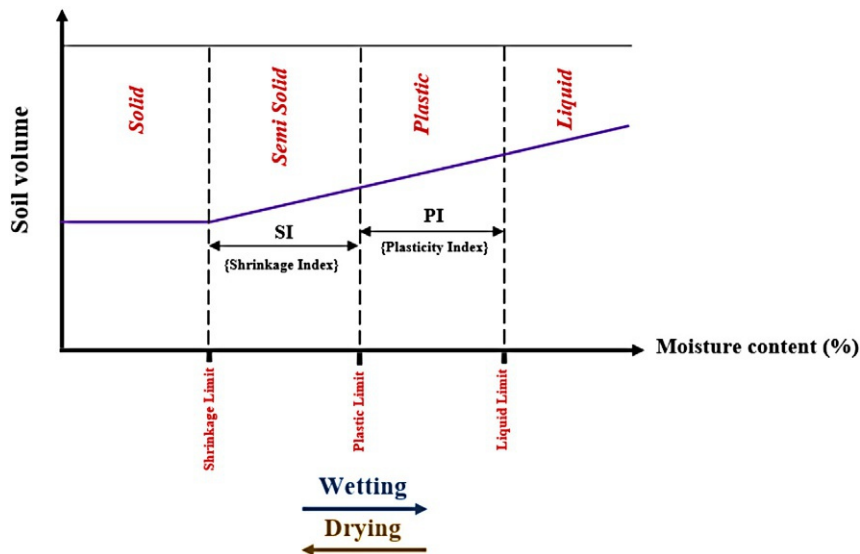 Soil volume
Solid
Semi Solid
Plastic
Liquid
SI
{Shrinkage Index}
PI
{Plasticity Index}
Moisture content (%)
Shrinkage Limit
Plastic Limit
Liquid Limit
Wetting
Drying